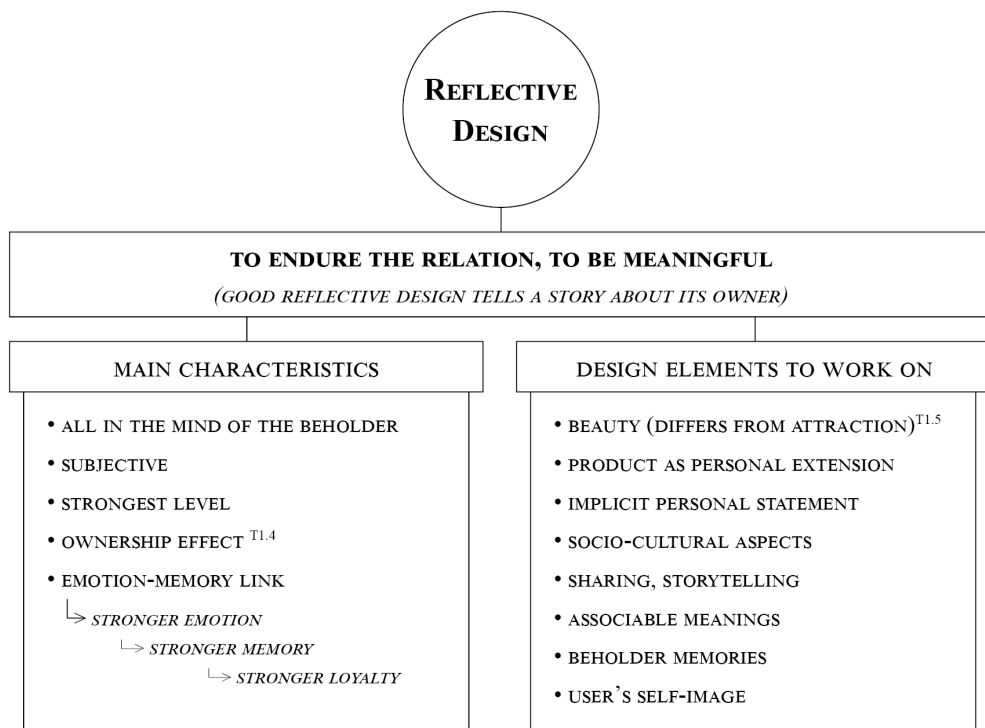 REFLECTIVE
DESIGN
TO ENDURE THE RELATION, TO BE MEANINGFUL
(GOOD REFLECTIVE DESIGN TELLS A STORY ABOUT ITS OWNER)
MAIN CHARACTERISTICS
• ALL IN THE MIND OF THE BEHOLDER
• SUBJECTIVE
• STRONGEST LEVEL
• OWNERSHIP EFFECT T1.4
• EMOTION-MEMORY LINK
STRONGER EMOTION
STRONGER MEMORY
STRONGER LOYALTY
DESIGN ELEMENTS TO WORK ON
• BEAUTY (DIFFERS FROM ATTRACTION)T1.5
• PRODUCT AS PERSONAL EXTENSION
• IMPLICIT PERSONAL STATEMENT
• SOCIO-CULTURAL ASPECTS
• SHARING, STORYTELLING
• ASSOCIABLE MEANINGS
• BEHOLDER MEMORIES
• USER'S SELF-IMAGE